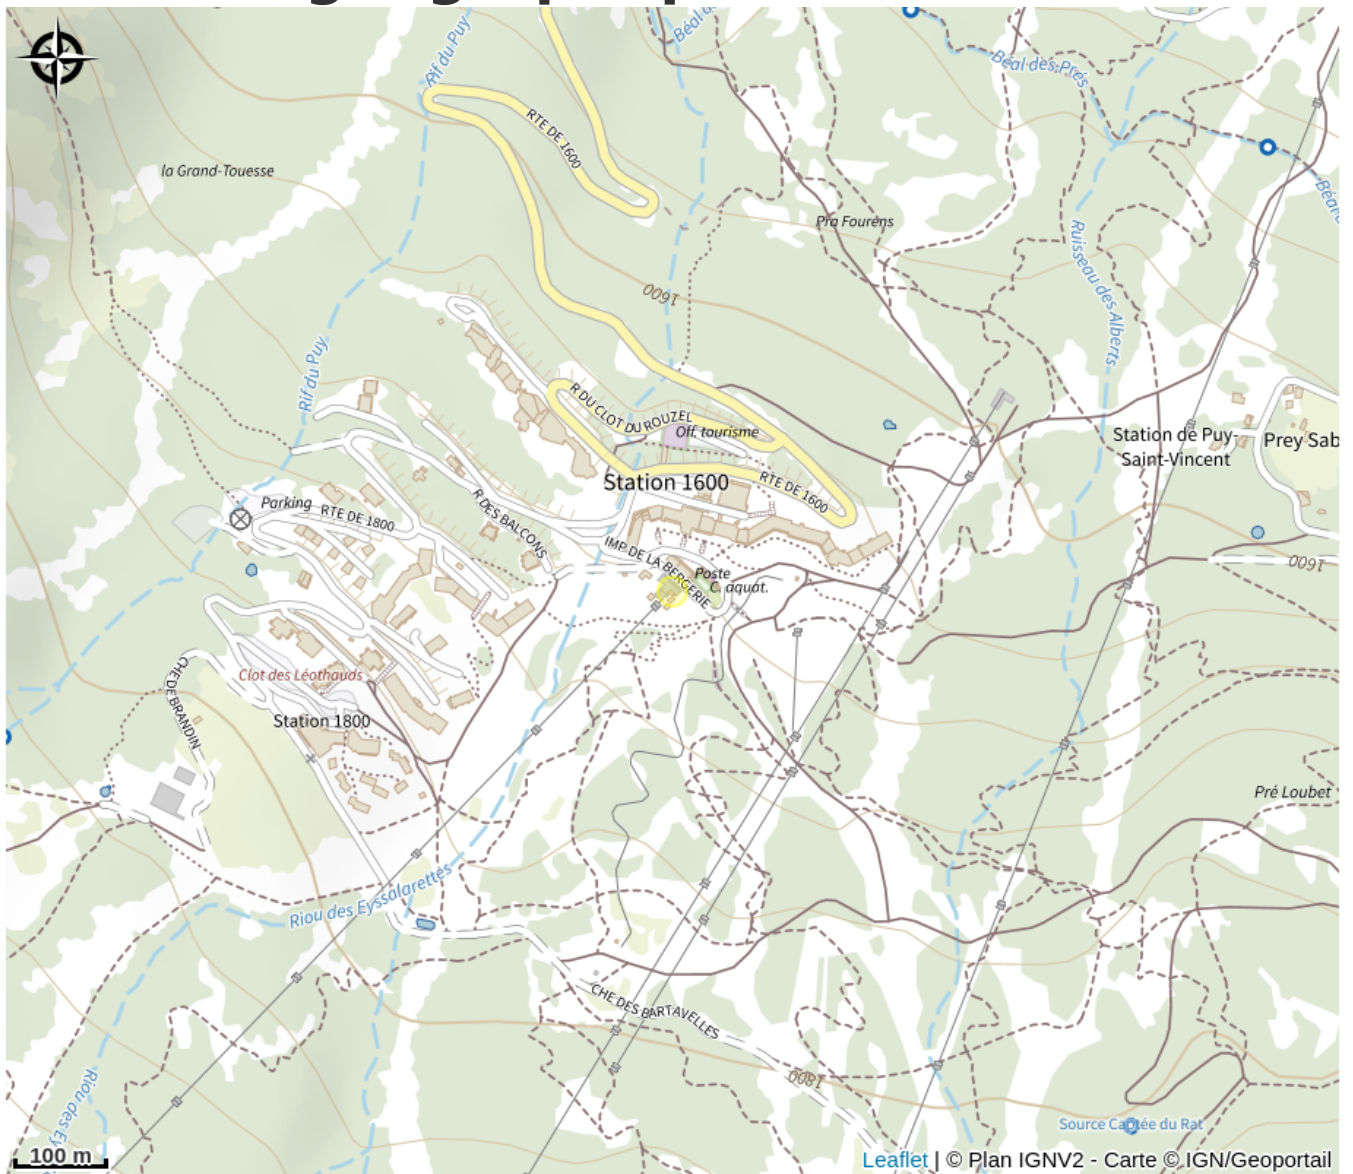 Rif du Puy
Béal des Prés
RTE DE 1600
la Grand-Touesse
Pra Fourens
Ruisseau des Alberts
1600
Rif du Puy
R DU CLOT DU ROUZEL
Off. tourisme
Station de Puy-
Saint-Vincent
Prey Sab
Station 1600
RTE DE 1600
Parking
RTE DE 1800
R DES BALCONS
IMP DE LA BERGERIE
Poste
C. aquat.
1600
CHE DE BRANDIN
Clot des Léothauds
Station 1800
Pré Loubet
Riou des Eyssalarettes
CHE DES BARTAVELLES
1800
Riou des Ey
Source Captée du Rat
100 m
Leaflet | © Plan IGNV2 - Carte © IGN/Geoportail